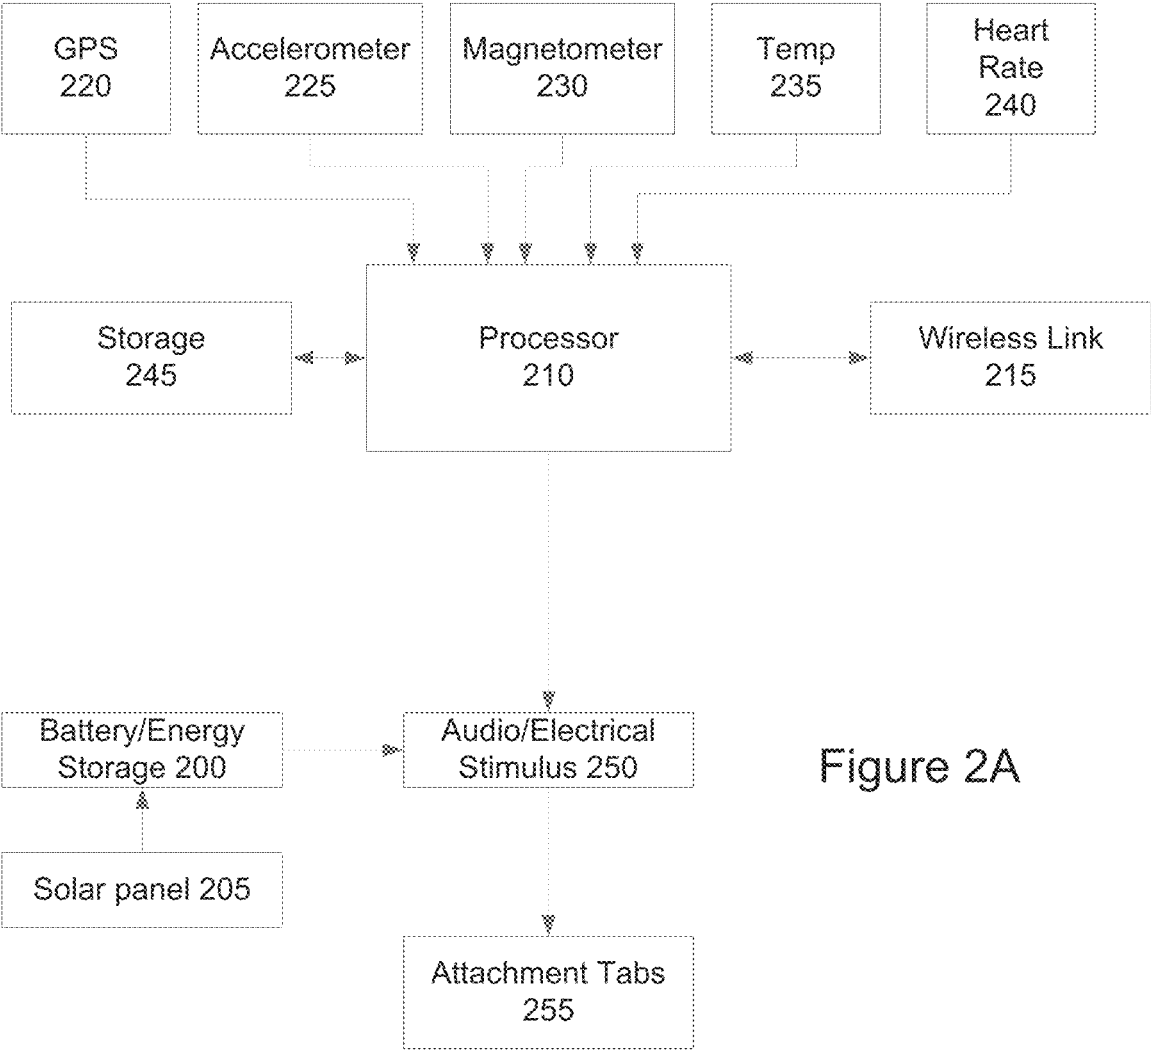 GPS
220
Accelerometer
225
Magnetometer
230
Temp
235
Heart
Rate
240
Storage
245
Processor
210
Wireless Link
215
Battery/Energy
Storage 200
Audio/Electrical
Stimulus 250
Figure 2A
Solar panel 205
Attachment Tabs
255